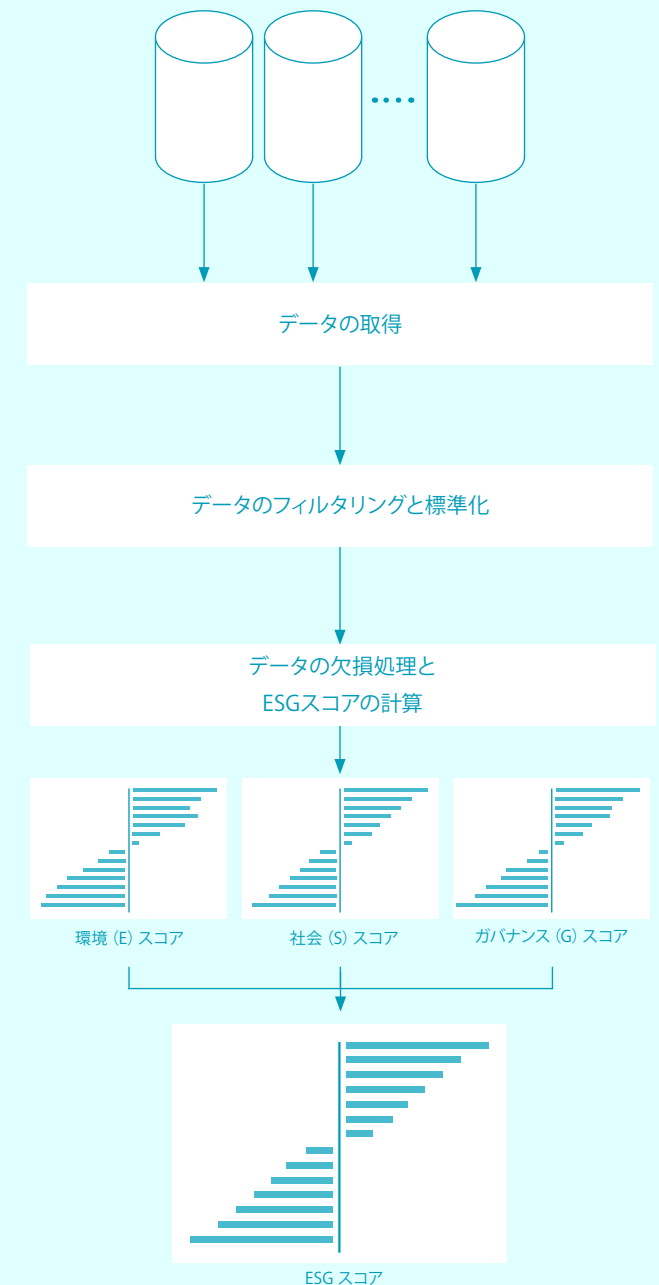 データの取得
データのフィルタリングと標準化
データの欠損処理と
ESGスコアの計算
環境 (E) スコア
社会 (S) スコア
ガバナンス (G) スコア
ESG スコア